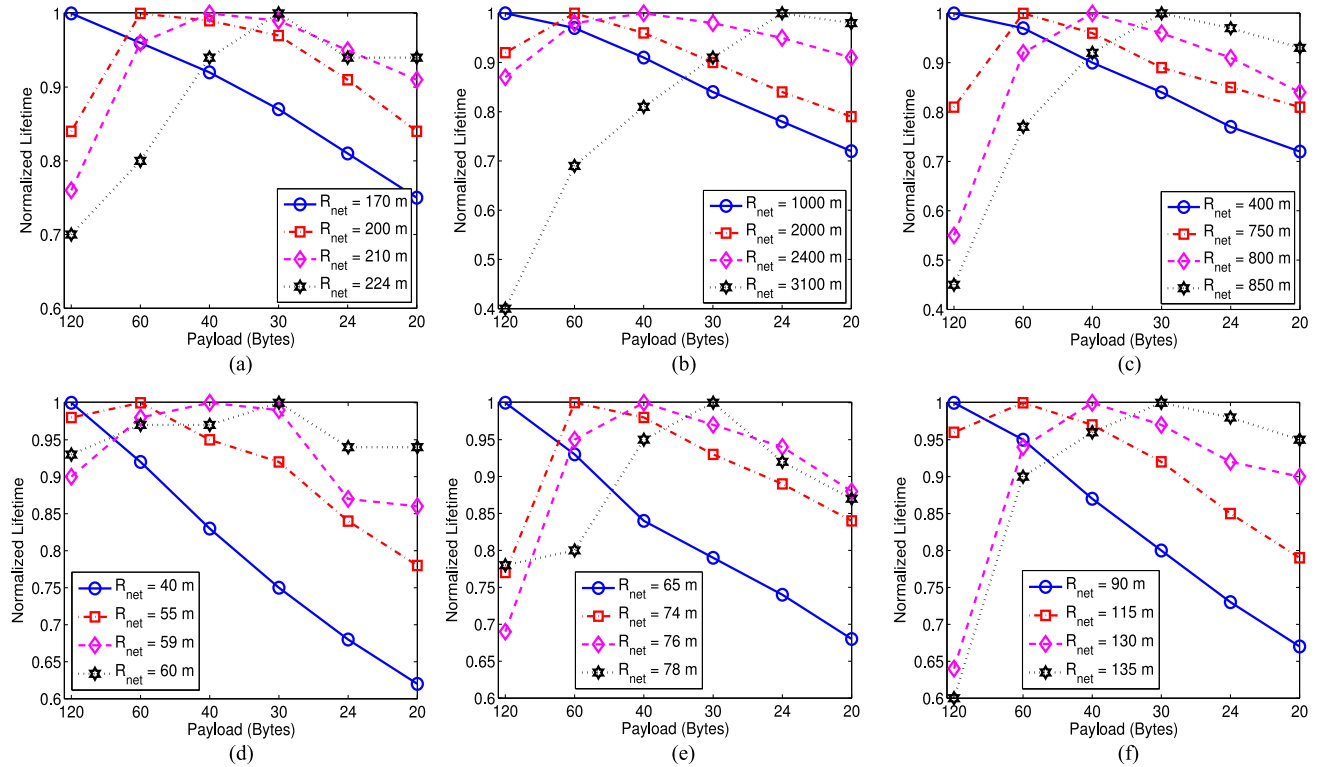 Normalized Lifetime
1
0.9
0.8
0.7
0.6
120
60
40
30
24
20
Payload (Bytes)
R_net = 170 m
R_net = 200 m
R_net = 210 m
R_net = 224 m
(a)
Normalized Lifetime
1
0.9
0.8
0.7
0.6
0.5
0.4
120
60
40
30
24
20
Payload (Bytes)
R_net = 1000 m
R_net = 2000 m
R_net = 2400 m
R_net = 3100 m
(b)
Normalized Lifetime
1
0.9
0.8
0.7
0.6
0.5
0.4
120
60
40
30
24
20
Payload (Bytes)
R_net = 400 m
R_net = 750 m
R_net = 800 m
R_net = 850 m
(c)
Normalized Lifetime
1
0.95
0.9
0.85
0.8
0.75
0.7
0.65
0.6
120
60
40
30
24
20
Payload (Bytes)
R_net = 40 m
R_net = 55 m
R_net = 59 m
R_net = 60 m
(d)
Normalized Lifetime
1
0.95
0.9
0.85
0.8
0.75
0.7
0.65
0.6
120
60
40
30
24
20
Payload (Bytes)
R_net = 65 m
R_net = 74 m
R_net = 76 m
R_net = 78 m
(e)
Normalized Lifetime
1
0.95
0.9
0.85
0.8
0.75
0.7
0.65
0.6
120
60
40
30
24
20
Payload (Bytes)
R_net = 90 m
R_net = 115 m
R_net = 130 m
R_net = 135 m
(f)